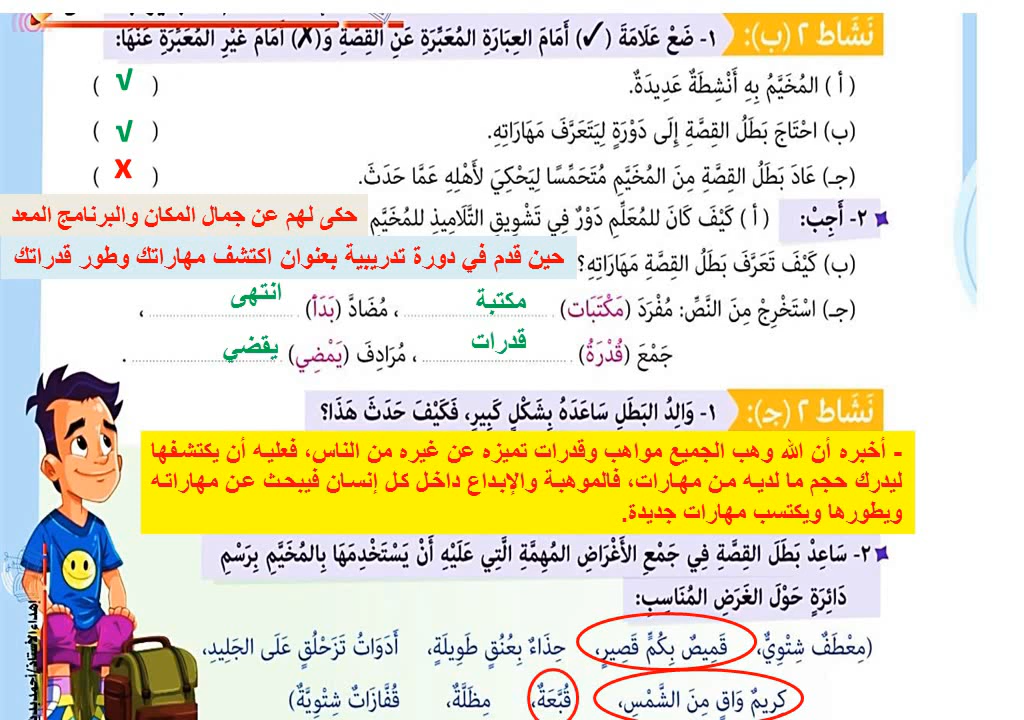 نَشَاط ٢ (ب): ١- ضَعْ عَلَامَةَ (✓) أَمَامَ العِبَارَةِ المُعَبِّرَةِ عَنِ القِصَّةِ وَ(✗) أَمَامَ غَيْرِ المُعَبِّرَةِ عَنْهَا:
( أ ) المُخَيَّمُ بِهِ أَنْشِطَةٌ عَدِيدَةٌ. ( √ )
(ب) احْتَاجَ بَطَلُ القِصَّةِ إِلَى دَوْرَةٍ لِيَتَعَرَّفَ مَهَارَاتِهِ. ( √ )
(جـ) عَادَ بَطَلُ القِصَّةِ مِنَ المُخَيَّمِ مُتَحَمِّسًا لِيَحْكِيَ لأَهْلِهِ عَمَّا حَدَثَ. ( X )
٢- أَجِبْ: ( أ ) كَيْفَ كَانَ للمُعَلِّمِ دَوْرٌ فِي تَشْوِيقِ التَّلَامِيذِ للمُخَيَّمِ حكى لهم عن جمال المكان والبرنامج المعد
(ب) كَيْفَ تَعَرَّفَ بَطَلُ القِصَّةِ مَهَارَاتِهِ؟ حين قدم في دورة تدريبية بعنوان اكتشف مهاراتك وطور قدراتك
(جـ) اسْتَخْرِجْ مِنَ النَّصِّ: مُفْرَدَ (مَكْتَبَات) مكتبة ، مُضَادَّ (بَدَأَ) انتهى ،
جَمْعَ (قُدْرَةُ) قدرات ، مُرَادِفَ (يَمْضِي) يقضي .
نَشَاط ٢ (جـ): ١- وَالِدُ البَطَلِ سَاعَدَهُ بِشَكْلٍ كَبِيرٍ، فَكَيْفَ حَدَثَ هَذَا؟
- أخبره أن الله وهب الجميع مواهب وقدرات تميزه عن غيره من الناس، فعليه أن يكتشفها
ليدرك حجم ما لديه من مهارات، فالموهبة والإبداع داخل كل إنسان فيبحث عن مهاراته
ويطورها ويكتسب مهارات جديدة.
٢- سَاعِدْ بَطَلَ القِصَّةِ فِي جَمْعِ الأَغْرَاضِ المُهِمَّةِ الَّتِي عَلَيْهِ أَنْ يَسْتَخْدِمَهَا بِالمُخَيَّمِ بِرَسْمِ
دَائِرَةٍ حَوْلَ الغَرَضِ المُنَاسِبِ:
(مِعْطَفٌ شِتْوِيٌّ، قَمِيصٌ بِكُمٍّ قَصِيرٍ، حِذَاءٌ بِعُنُقٍ طَوِيلَةٍ، أَدَوَاتُ تَزَحْلُقٍ عَلَى الجَلِيدِ،
كرِيمٌ وَاقٍ مِنَ الشَّمْسِ، قُبَّعَةٌ، مِظَلَّةٌ، قُفَّازَاتٌ شِتْوِيَّةٌ)